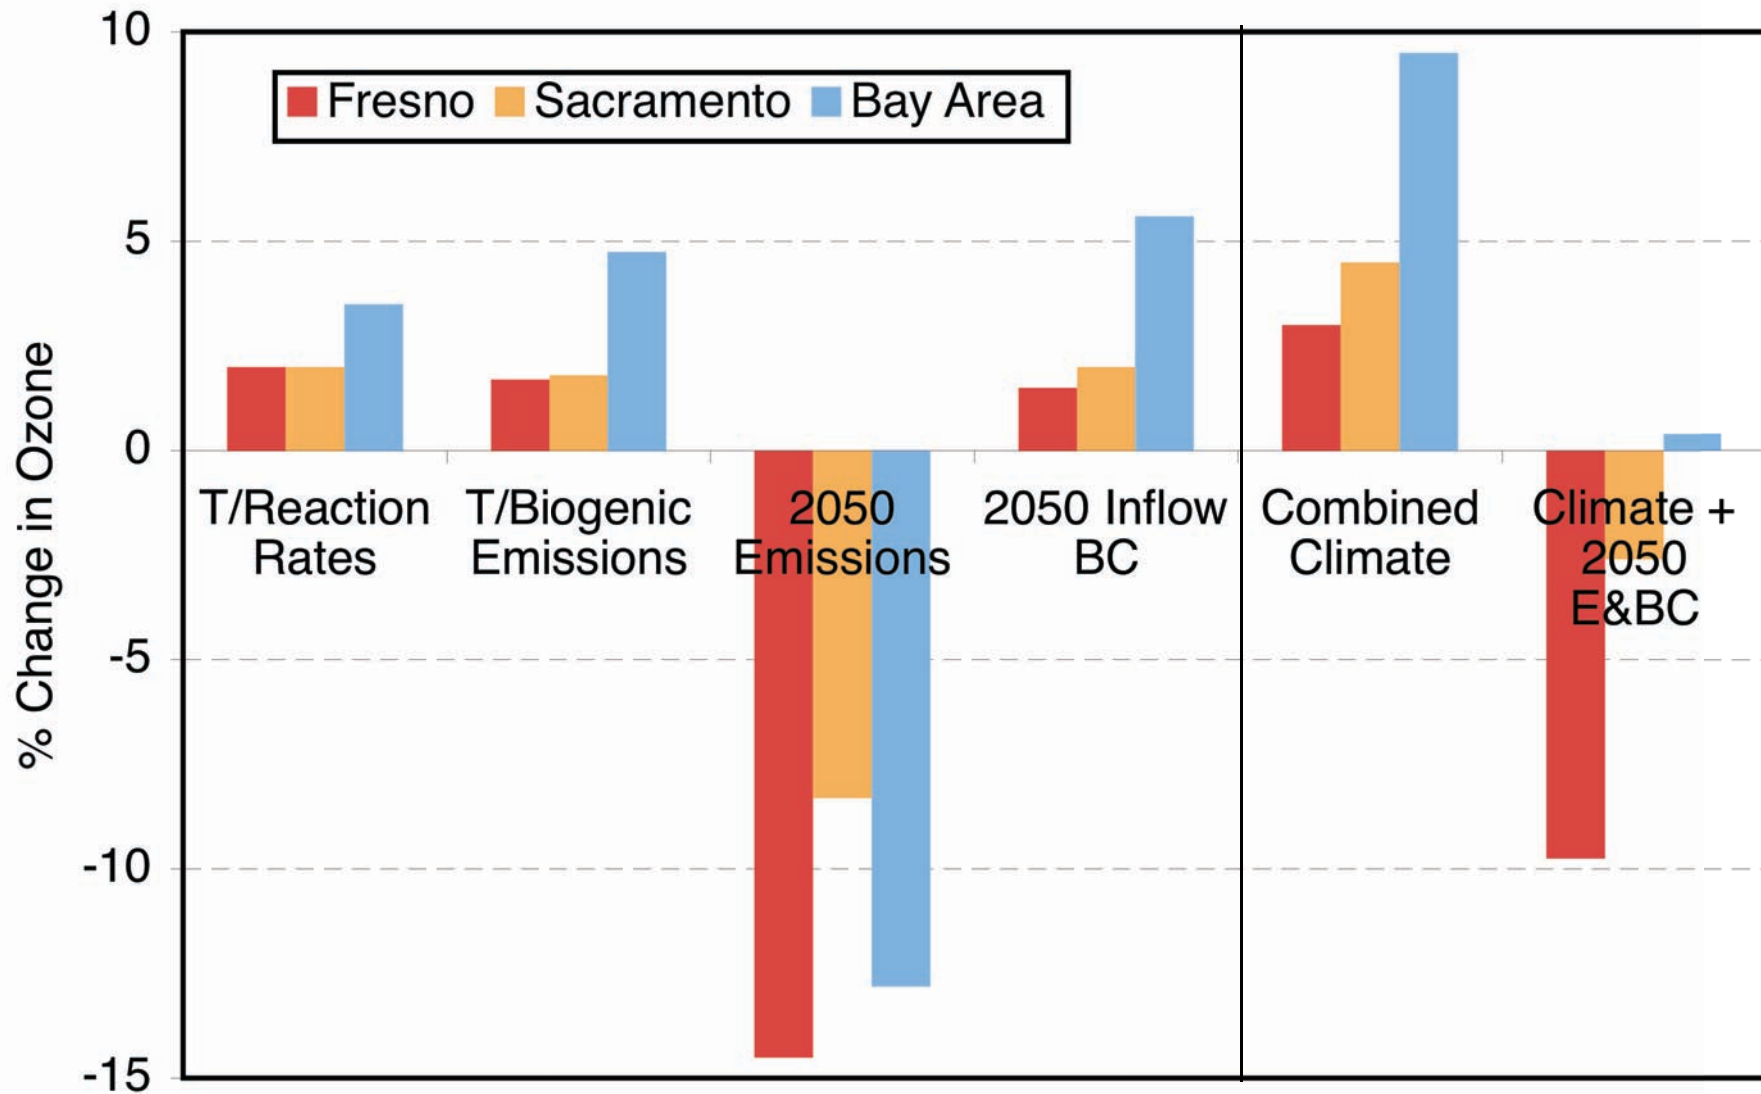 10
Fresno Sacramento Bay Area
5
% Change in Ozone
0
T/Reaction
Rates
T/Biogenic
Emissions
2050
Emissions
2050 Inflow
BC
Combined
Climate
Climate +
2050
E&BC
-5
-10
-15